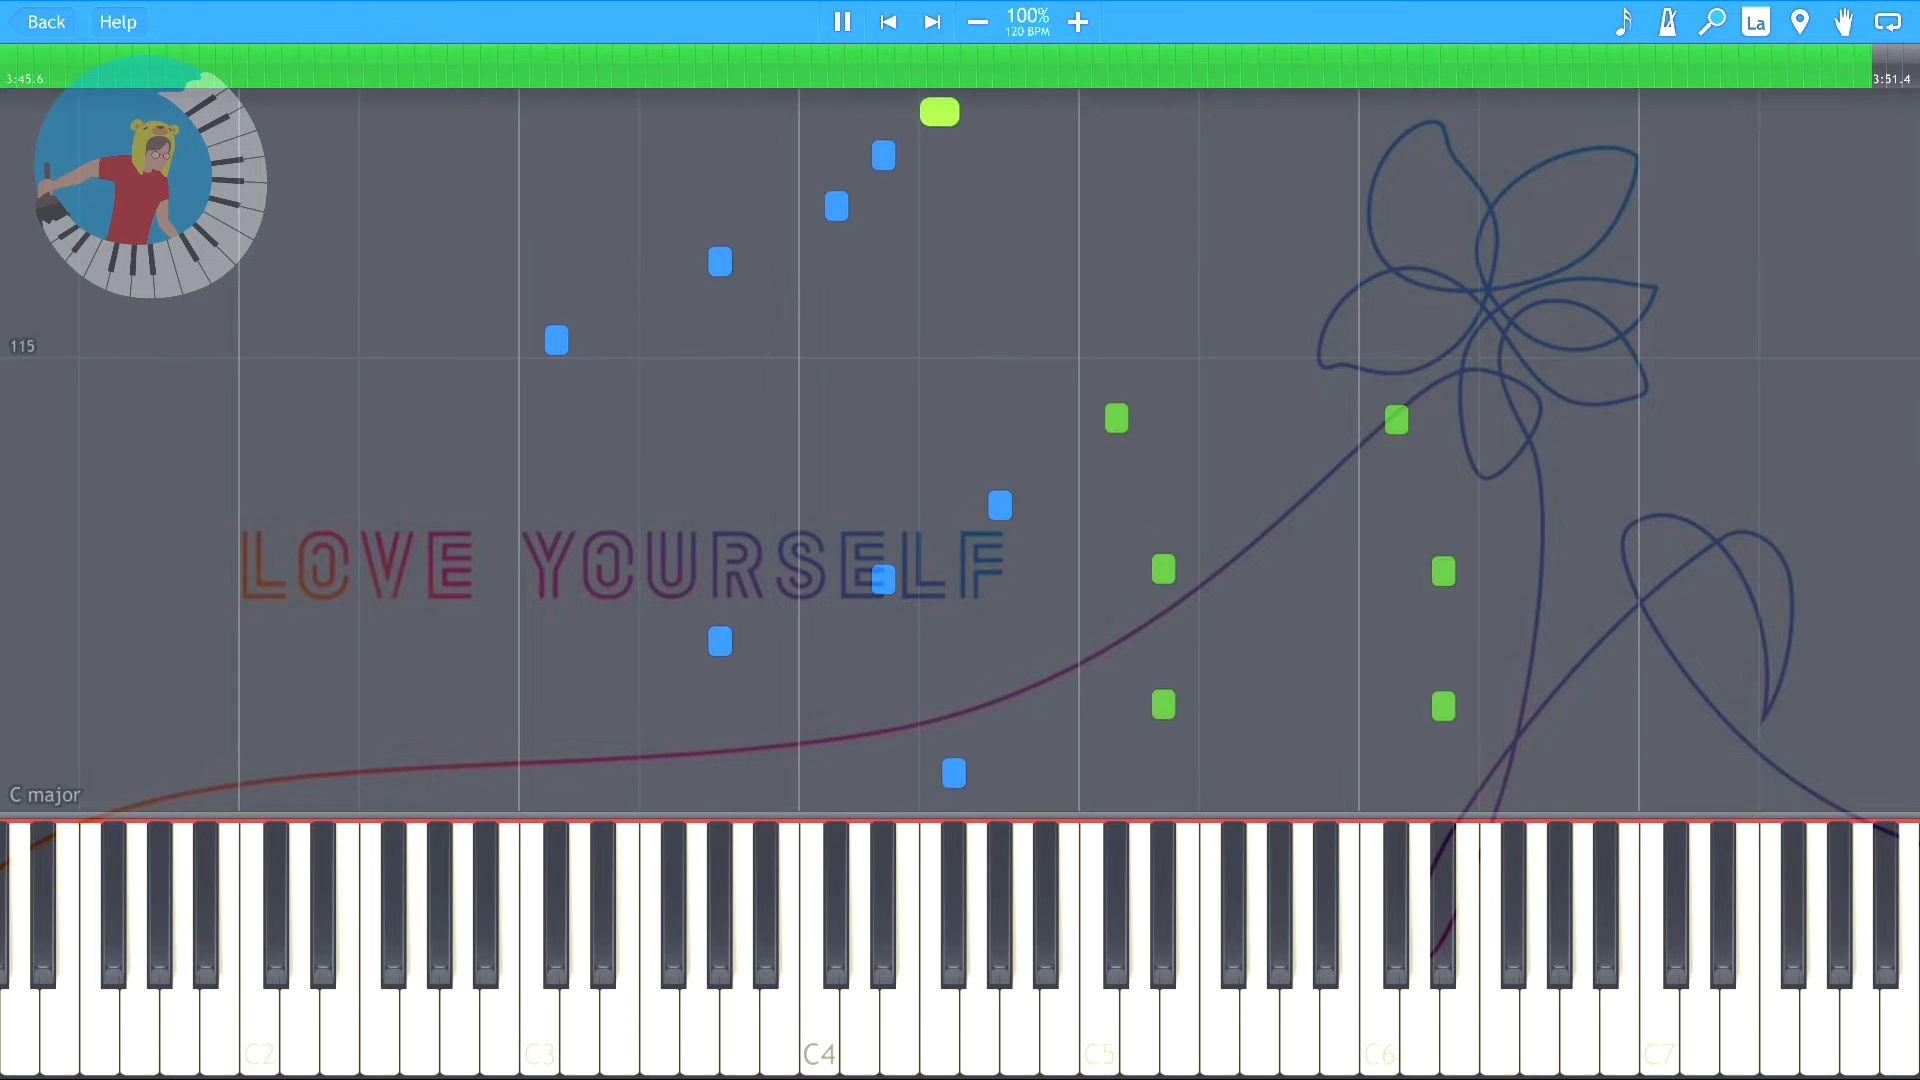 Back Help 100% La
120 BPM
3:45.6 3:51.4
115
LOVE YOURSELF
C major
C2 C3 C4 C5 C6 C7